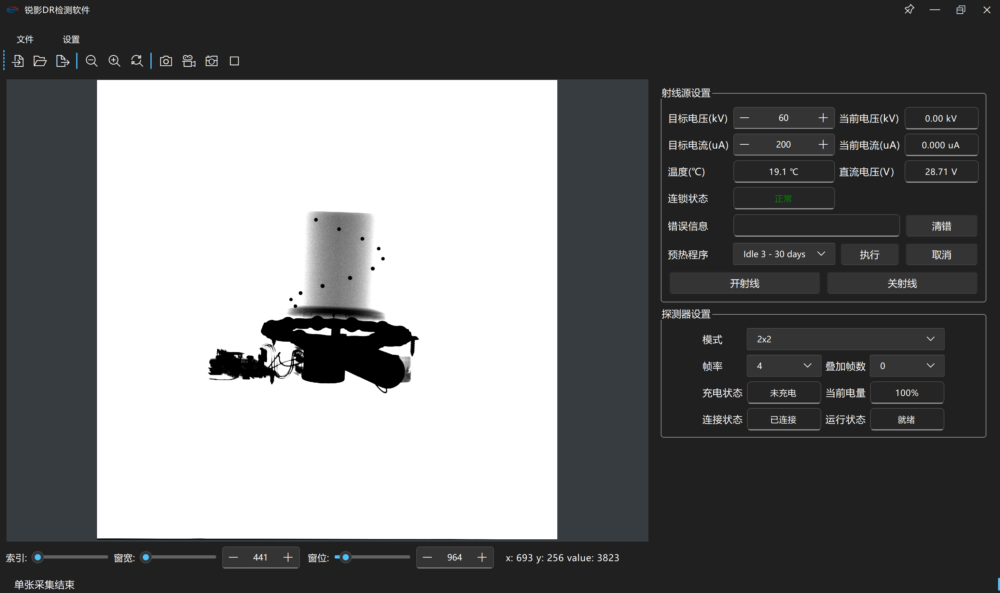 锐影DR检测软件
文件 设置
射线源设置
目标电压(kV) 60 当前电压(kV) 0.00 kV
目标电流(uA) 200 当前电流(uA) 0.000 uA
温度(℃) 19.1 ℃ 直流电压(V) 28.71 V
连锁状态 正常
错误信息 清错
预热程序 Idle 3 - 30 days 执行 取消
开射线 关射线
探测器设置
模式 2x2
帧率 4 叠加帧数 0
充电状态 未充电 当前电量 100%
连接状态 已连接 运行状态 就绪
索引: 窗宽: 441 窗位: 964 x: 693 y: 256 value: 3823
单张采集结束